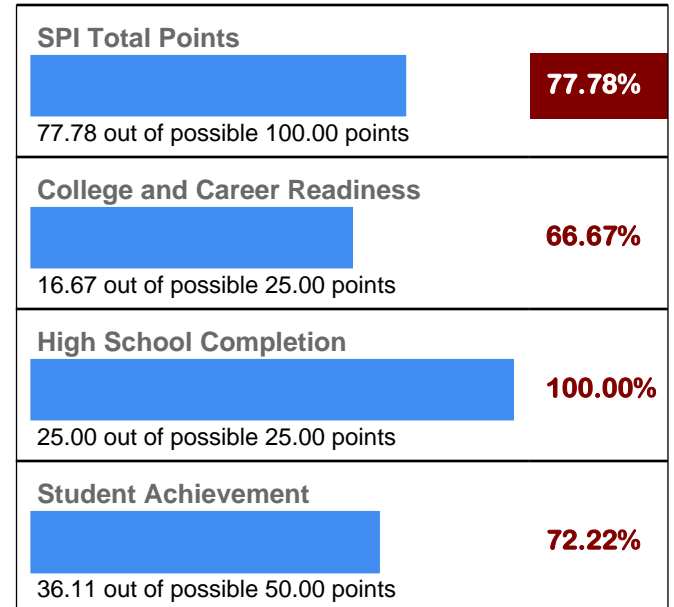 SPI Total Points
77.78%
77.78 out of possible 100.00 points
College and Career Readiness
66.67%
16.67 out of possible 25.00 points
High School Completion
100.00%
25.00 out of possible 25.00 points
Student Achievement
72.22%
36.11 out of possible 50.00 points